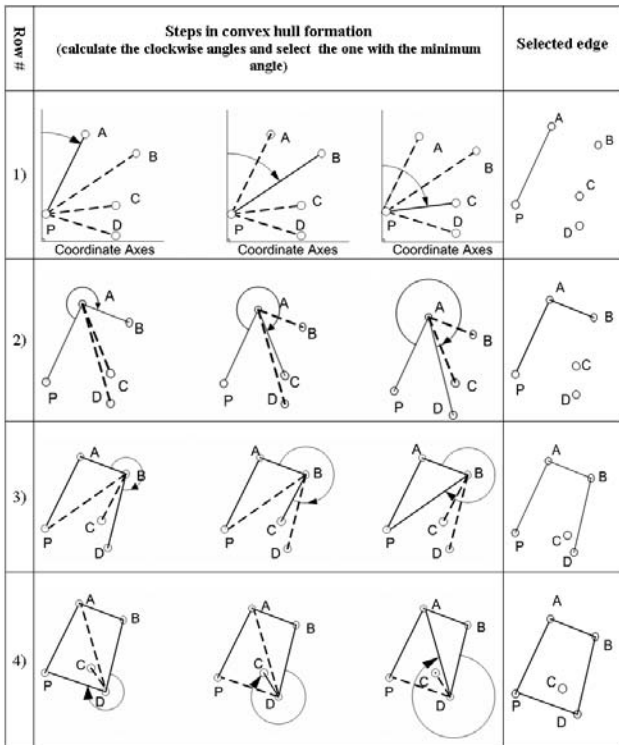 Row #
Steps in convex hull formation
(calculate the clockwise angles and select the one with the minimum
angle)
Selected edge
1)
A
B
C
D
P
Coordinate Axes
A
B
C
D
P
Coordinate Axes
A
B
C
D
P
Coordinate Axes
A
B
C
D
P
2)
A
B
C
D
P
A
B
C
D
P
A
B
C
D
P
A
B
C
D
P
3)
A
B
C
D
P
A
B
C
D
P
A
B
C
D
P
A
B
C
D
P
4)
A
B
C
D
P
A
B
C
D
P
A
B
C
D
P
A
B
C
D
P